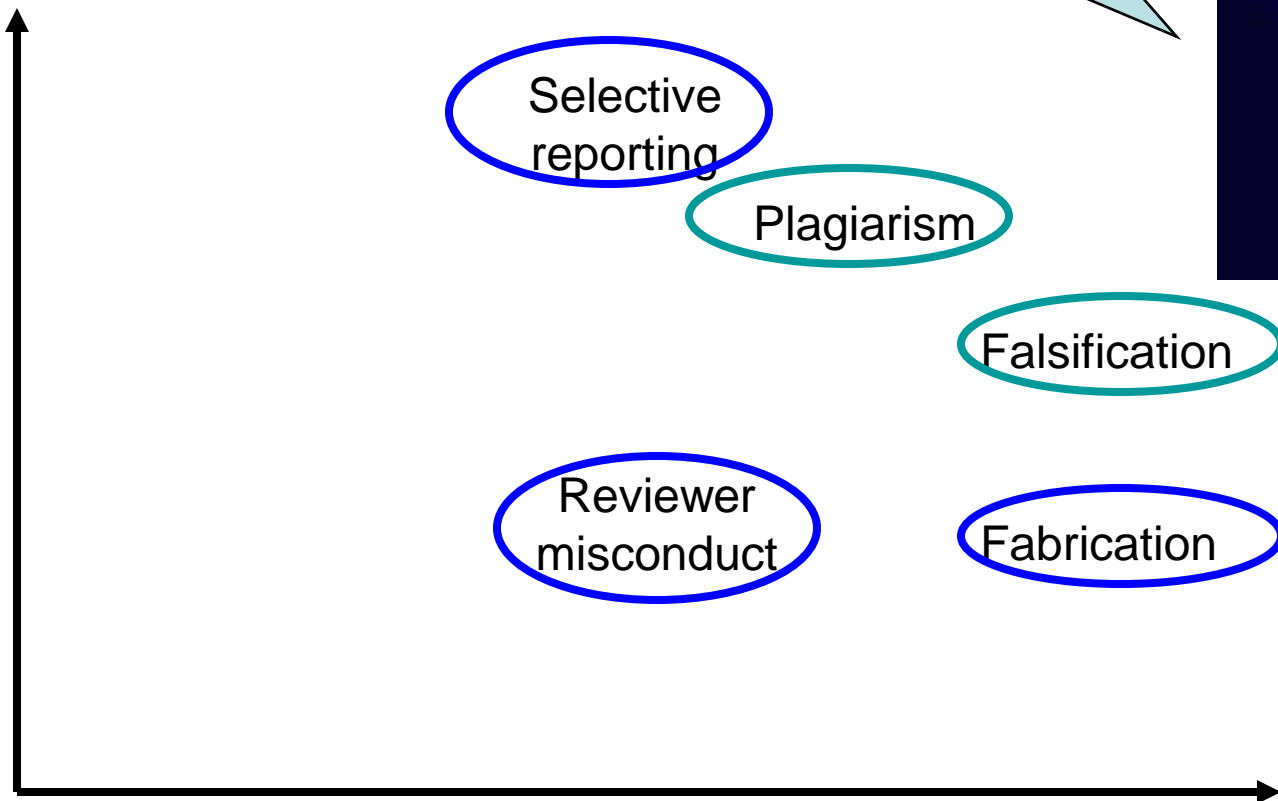 Selective
reporting
Plagiarism
Falsification
Reviewer
misconduct
Fabrication